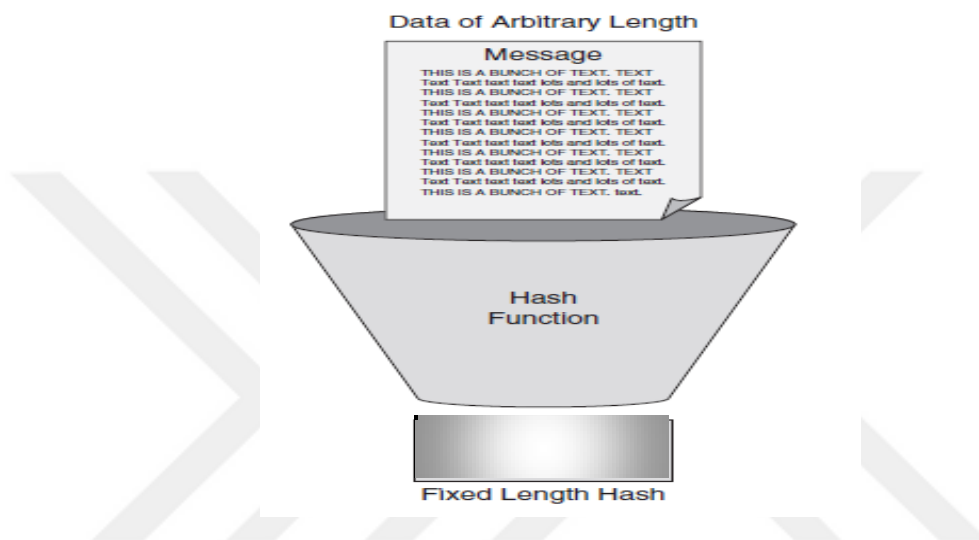 Data of Arbitrary Length
Message
THIS IS A BUNCH OF TEXT. TEXT
Text Text text text lots and lots of text.
THIS IS A BUNCH OF TEXT. TEXT
Text Text text text lots and lots of text.
THIS IS A BUNCH OF TEXT. TEXT
Text Text text text lots and lots of text.
THIS IS A BUNCH OF TEXT. TEXT
Text Text text text lots and lots of text.
THIS IS A BUNCH OF TEXT. TEXT
Text Text text text lots and lots of text.
THIS IS A BUNCH OF TEXT. TEXT
Text Text text text lots and lots of text.
THIS IS A BUNCH OF TEXT. text.
Hash
Function
Fixed Length Hash